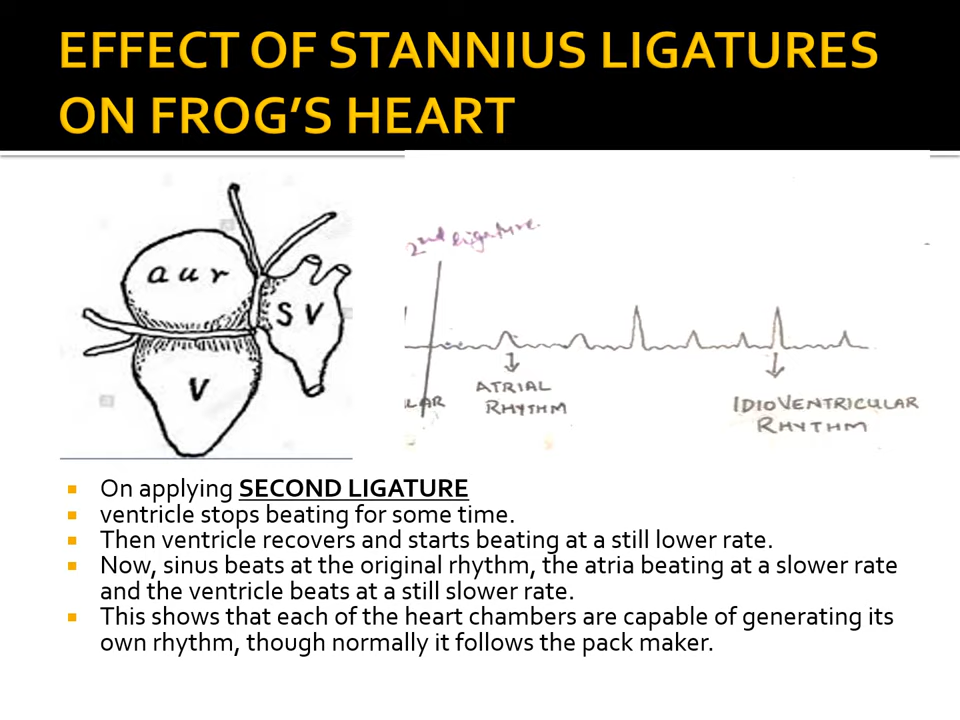 EFFECT OF STANNIUS LIGATURES
ON FROG'S HEART
aur
SV
V
2nd ligature.
LAR
ATRIAL
RHYTHM
IDIOVENTRICULAR
RHYTHM
On applying SECOND LIGATURE
ventricle stops beating for some time.
Then ventricle recovers and starts beating at a still lower rate.
Now, sinus beats at the original rhythm, the atria beating at a slower rate
and the ventricle beats at a still slower rate.
This shows that each of the heart chambers are capable of generating its
own rhythm, though normally it follows the pack maker.